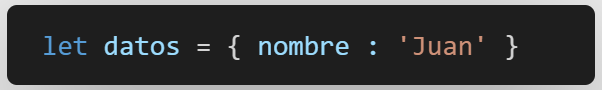 let datos = { nombre : 'Juan' }